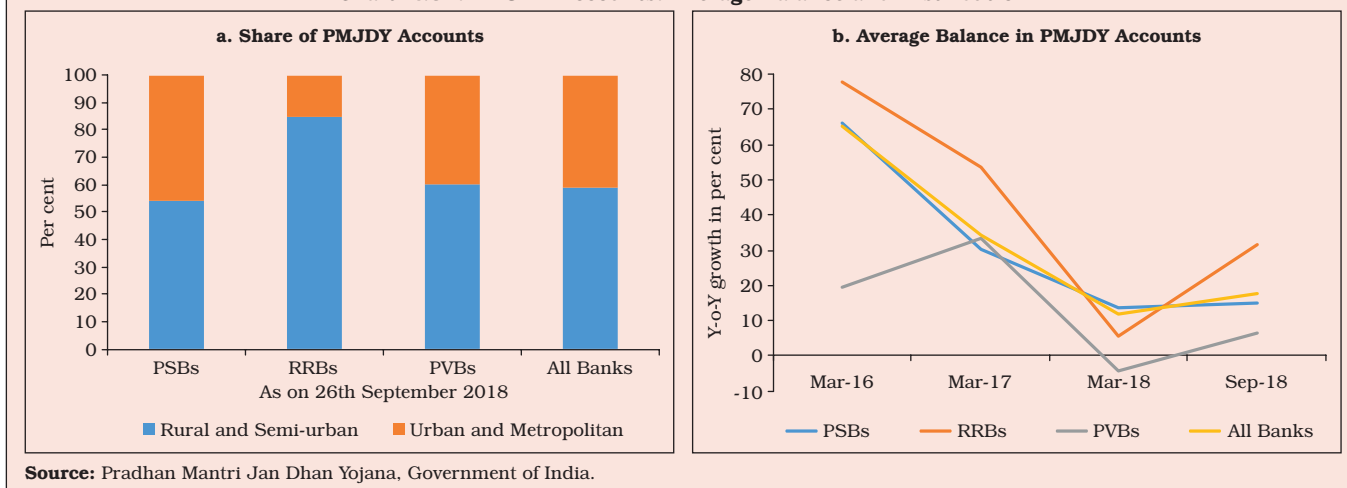 a. Share of PMJDY Accounts
100
90
80
70
60
50
40
30
20
10
0
Per cent
PSBs RRBs PVBs All Banks
As on 26th September 2018
Rural and Semi-urban Urban and Metropolitan
b. Average Balance in PMJDY Accounts
80
70
60
50
40
30
20
10
0
-10
Y-o-Y growth in per cent
Mar-16 Mar-17 Mar-18 Sep-18
PSBs RRBs PVBs All Banks
Source: Pradhan Mantri Jan Dhan Yojana, Government of India.